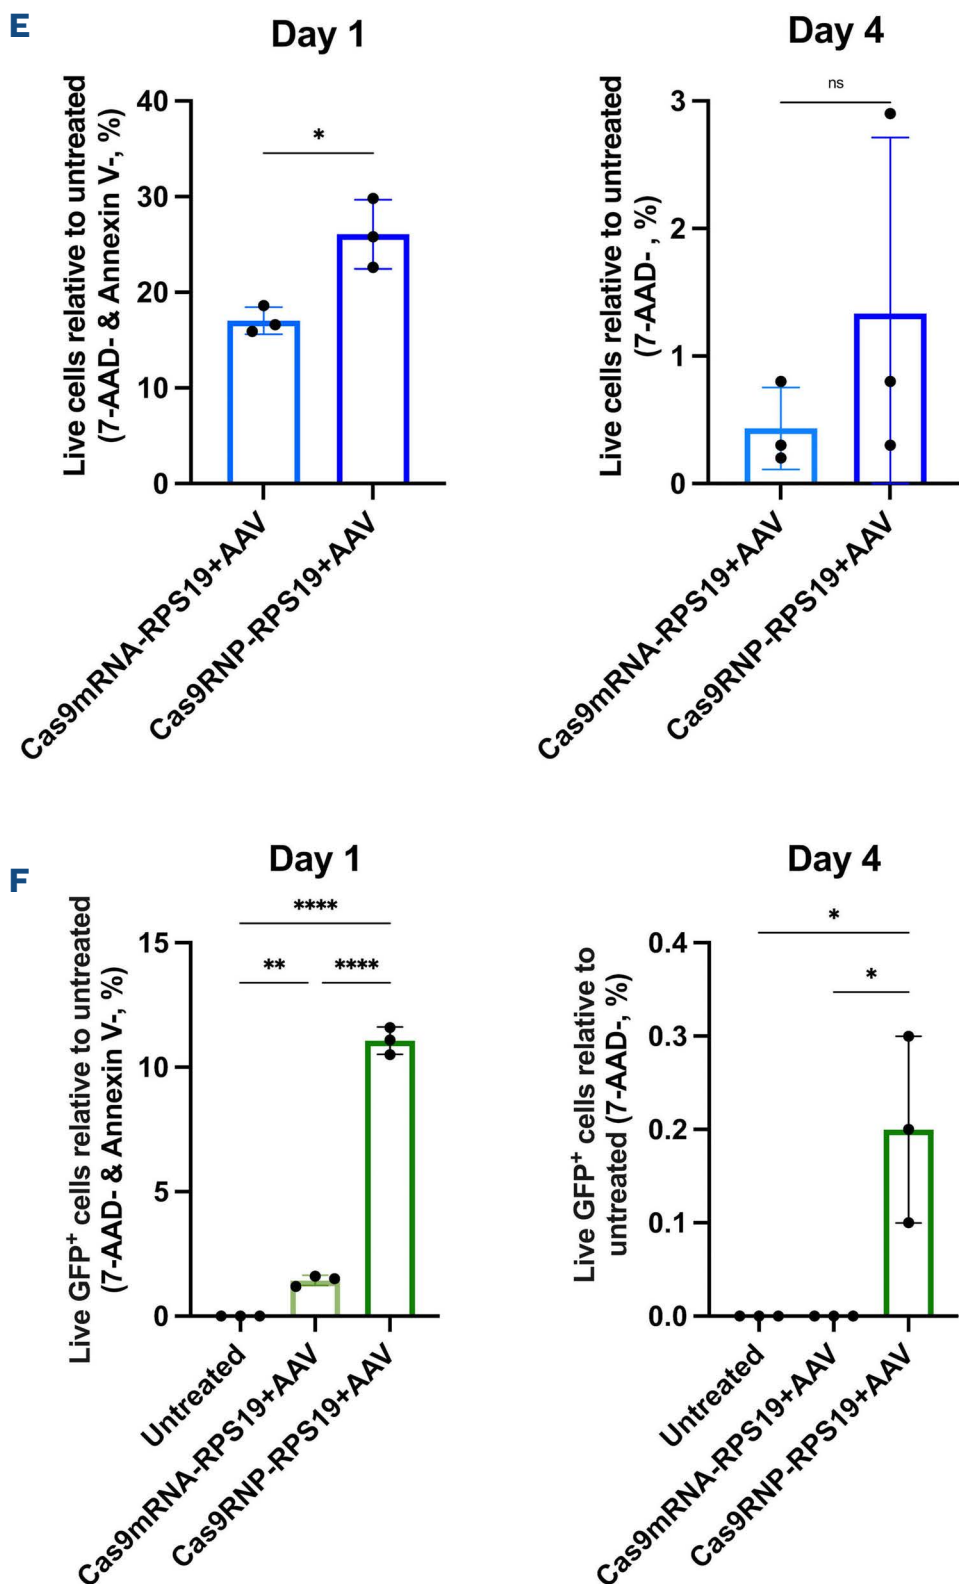 E
Day 1
Live cells relative to untreated
(7-AAD- & Annexin V-, %)
40
30
20
10
0
*
Cas9mRNA-RPS19+AAV
Cas9RNP-RPS19+AAV
Day 4
Live cells relative to untreated
(7-AAD- , %)
3
2
1
0
ns
Cas9mRNA-RPS19+AAV
Cas9RNP-RPS19+AAV
F
Day 1
Live GFP+ cells relative to untreated
(7-AAD- & Annexin V-, %)
15
10
5
0
****
**
****
Untreated
Cas9mRNA-RPS19+AAV
Cas9RNP-RPS19+AAV
Day 4
Live GFP+ cells relative to
untreated (7-AAD-, %)
0.4
0.3
0.2
0.1
0.0
*
*
Untreated
Cas9mRNA-RPS19+AAV
Cas9RNP-RPS19+AAV